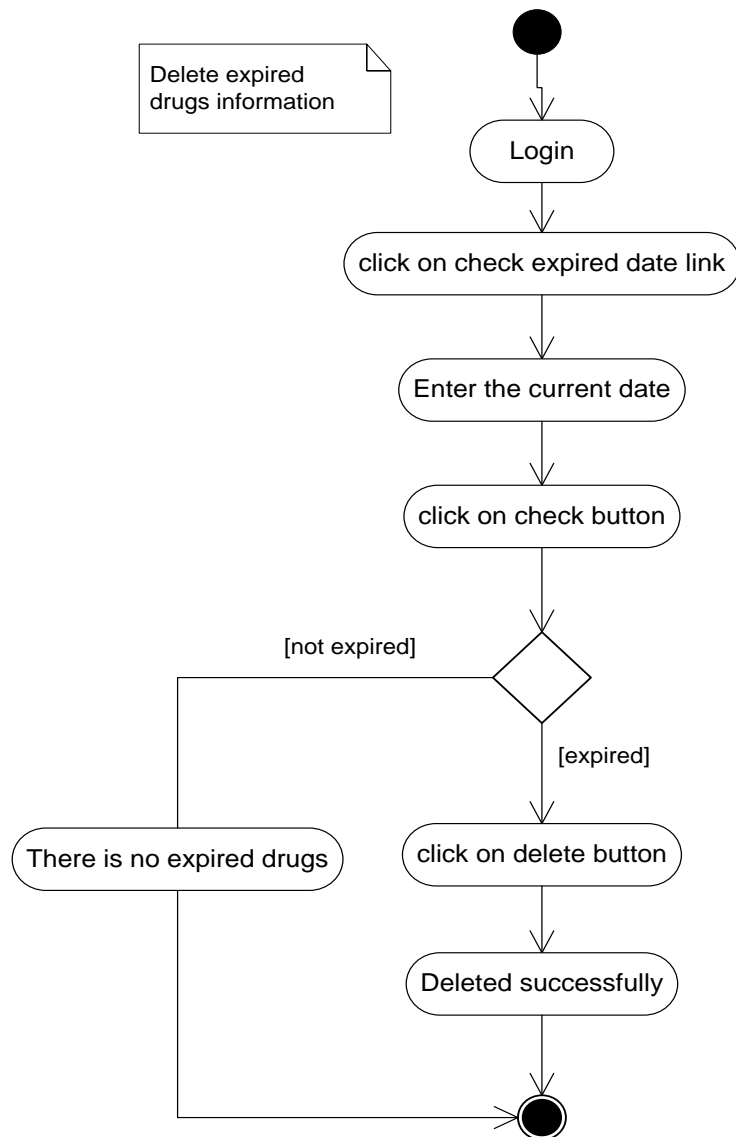 Delete expired
drugs information
Login
click on check expired date link
Enter the current date
click on check button
[not expired]
[expired]
There is no expired drugs
click on delete button
Deleted successfully